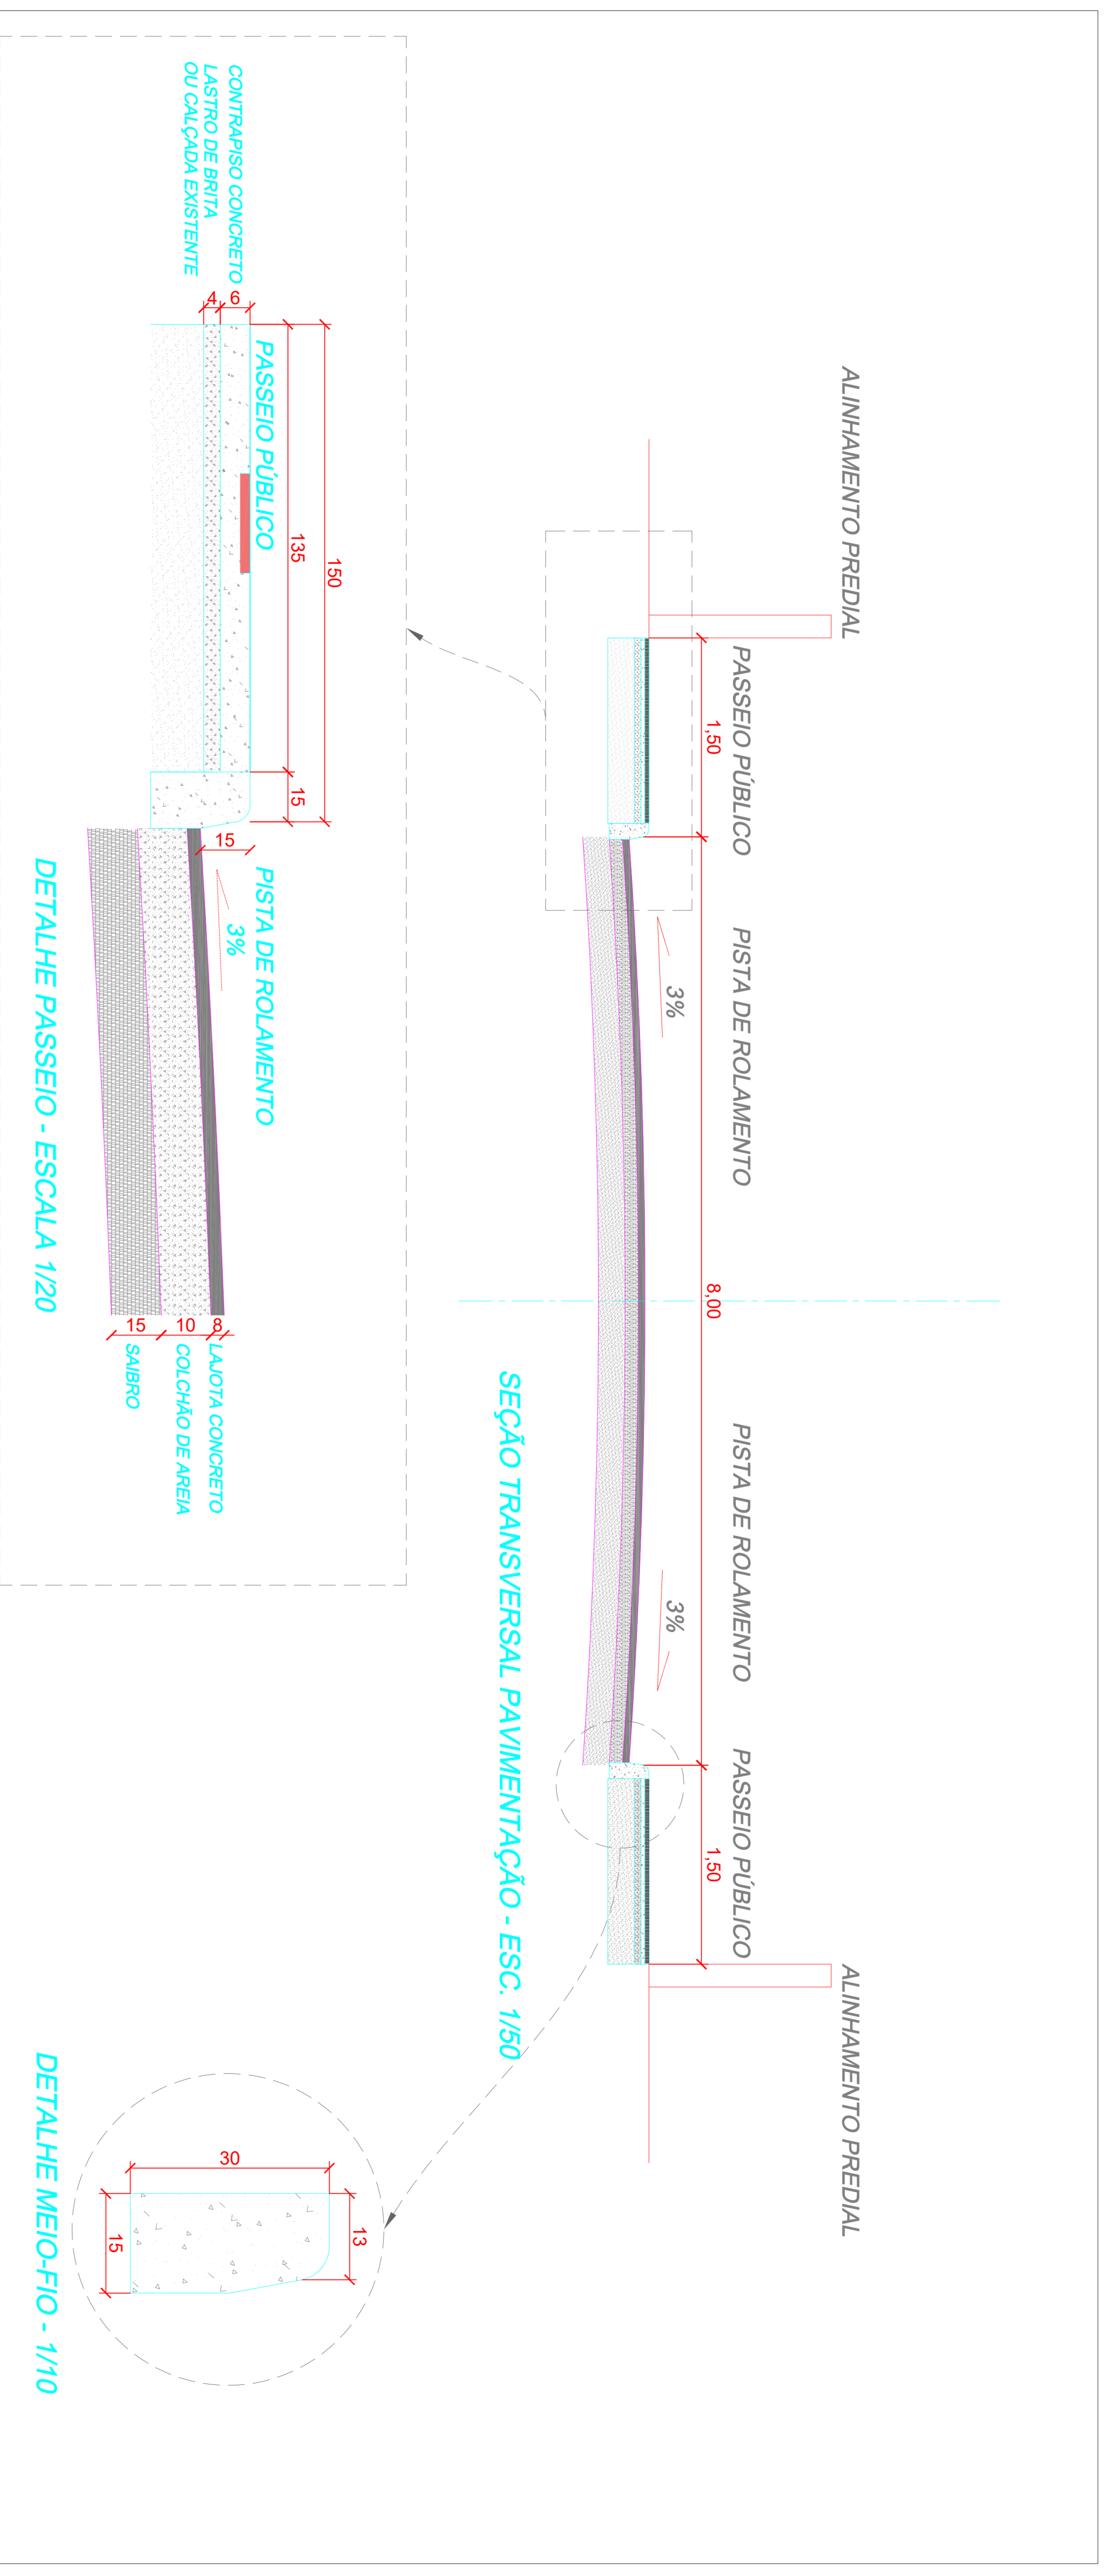 ALINHAMENTO PREDIAL
ALINHAMENTO PREDIAL
PASSEIO PÚBLICO
PISTA DE ROLAMENTO
PISTA DE ROLAMENTO
PASSEIO PÚBLICO
1,50
8,00
1,50
3%
3%
SEÇÃO TRANSVERSAL PAVIMENTAÇÃO - ESC. 1/50
150
135
15
PASSEIO PÚBLICO
PISTA DE ROLAMENTO
CONTRAPISO CONCRETO
LASTRO DE BRITA
OU CALÇADA EXISTENTE
6
4
15
3%
8
LAJOTA CONCRETO
10
COLCHÃO DE AREIA
15
SAIBRO
DETALHE PASSEIO - ESCALA 1/20
13
30
15
DETALHE MEIO-FIO - 1/10